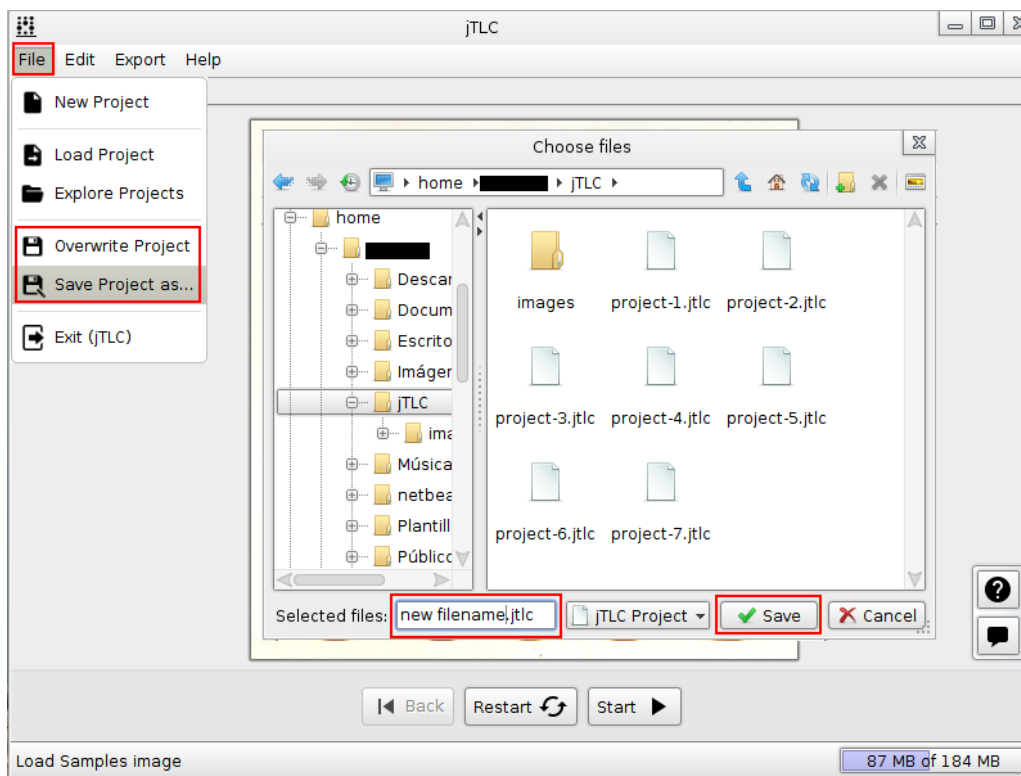 jTLC
File Edit Export Help
New Project
Load Project
Explore Projects
Overwrite Project
Save Project as...
Exit (jTLC)
Choose files
home jTLC
home
Descar
Docum
Escrito
Imáger
jTLC
ima
Música
netbea
Plantill
Público
images project-1.jtlc project-2.jtlc
project-3.jtlc project-4.jtlc project-5.jtlc
project-6.jtlc project-7.jtlc
Selected files: new filename.jtlc jTLC Project Save Cancel
Back Restart Start
Load Samples image 87 MB of 184 MB